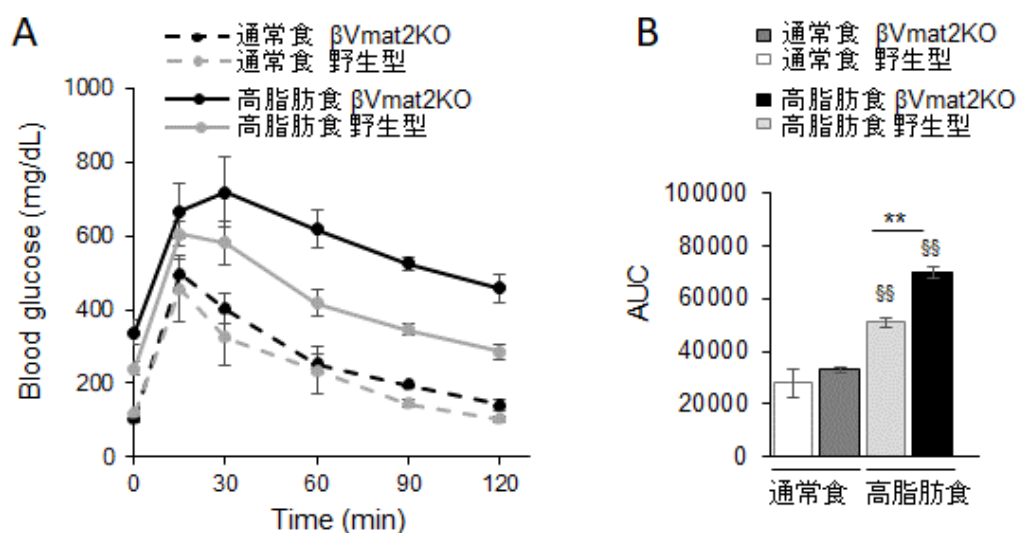 A
通常食 βVmat2KO
通常食 野生型
高脂肪食 βVmat2KO
高脂肪食 野生型
Blood glucose (mg/dL)
1000
800
600
400
200
0
0 30 60 90 120
Time (min)
B
通常食 βVmat2KO
通常食 野生型
高脂肪食 βVmat2KO
高脂肪食 野生型
AUC
100000
80000
60000
40000
20000
0
**
§§
§§
通常食 高脂肪食